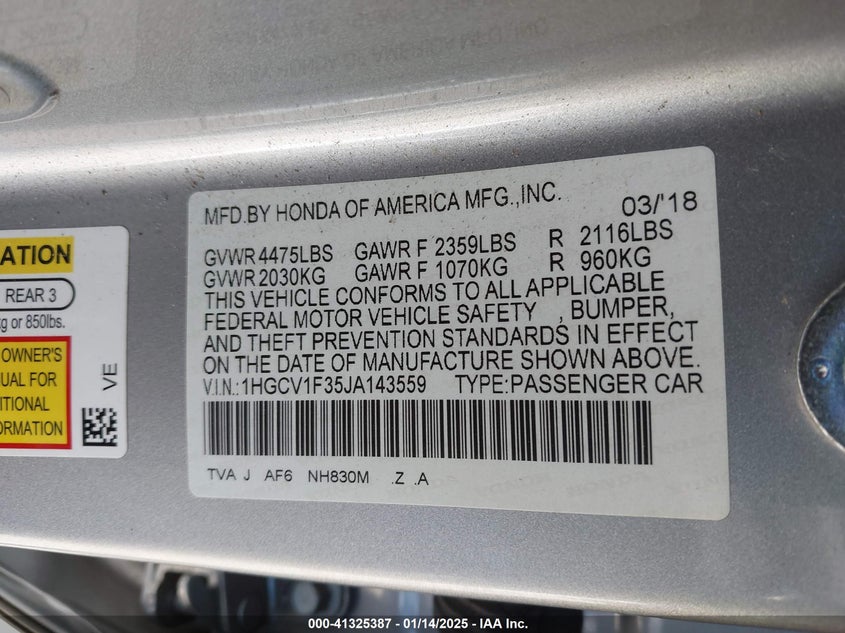 MFD.BY HONDA OF AMERICA MFG.,INC. 03/'18
GVWR 4475LBS GAWR F 2359LBS R 2116LBS
GVWR 2030KG GAWR F 1070KG R 960KG
THIS VEHICLE CONFORMS TO ALL APPLICABLE
FEDERAL MOTOR VEHICLE SAFETY , BUMPER,
AND THEFT PREVENTION STANDARDS IN EFFECT
ON THE DATE OF MANUFACTURE SHOWN ABOVE.
V.I.N.:1HGCV1F35JA143559 TYPE:PASSENGER CAR
TVA J AF6 NH830M .Z .A
ATION
REAR 3
kg or 850lbs.
OWNER'S
UAL FOR
ITIONAL
ORMATION
VE
000-41325387 - 01/14/2025 - IAA Inc.